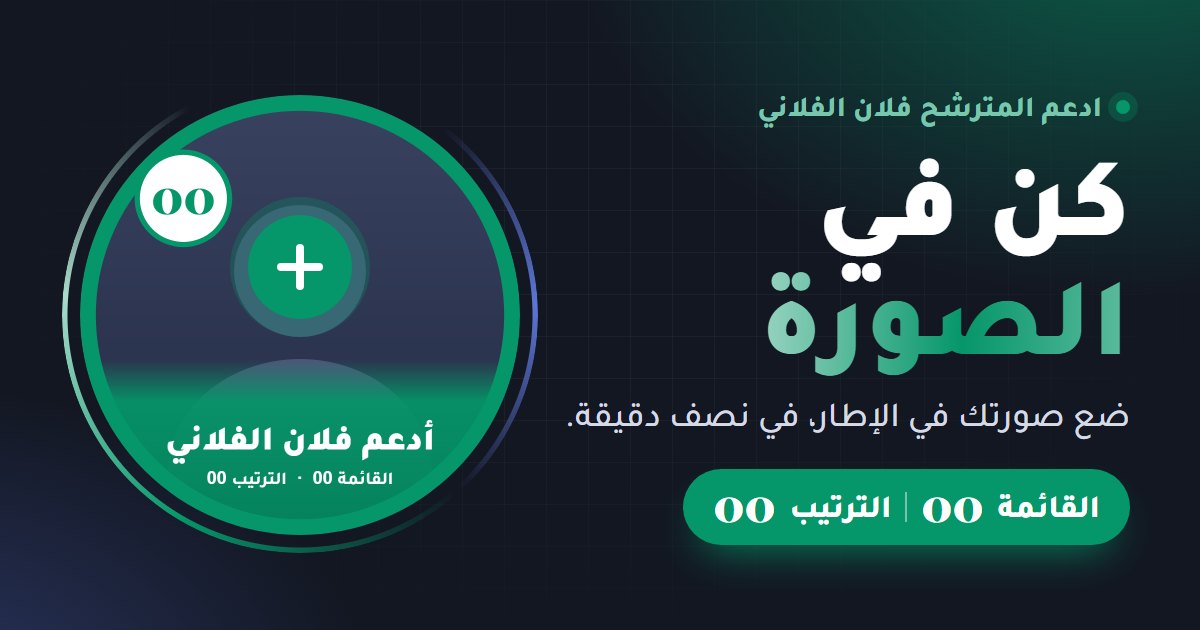 ادعم المترشح فلان الفلاني
كن في
الصورة
ضع صورتك في الإطار، في نصف دقيقة.
القائمة 00 | الترتيب 00
00
أدعم فلان الفلاني
القائمة 00 · الترتيب 00